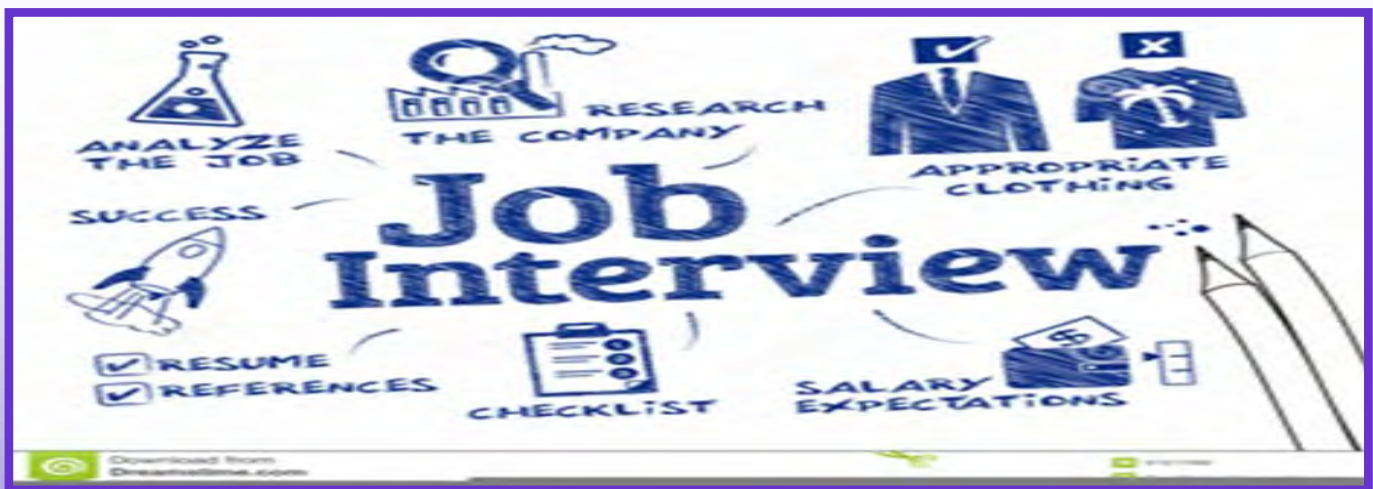 ANALYZE
THE JOB
RESEARCH
THE COMPANY
APPROPRiATE
CLOTHiNG
SUCCESS
Job
Interview
RESUME
REFERENCES
CHECKLiST
SALARY
EXPECTATiONS
Download from
Dreamstime.com